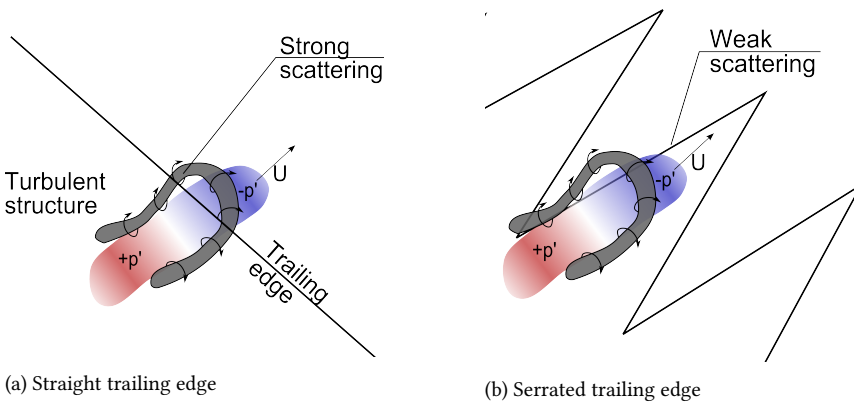 Strong
scattering
Turbulent
structure
-p'
U
+p'
Trailing
edge
(a) Straight trailing edge
Weak
scattering
-p'
U
+p'
(b) Serrated trailing edge